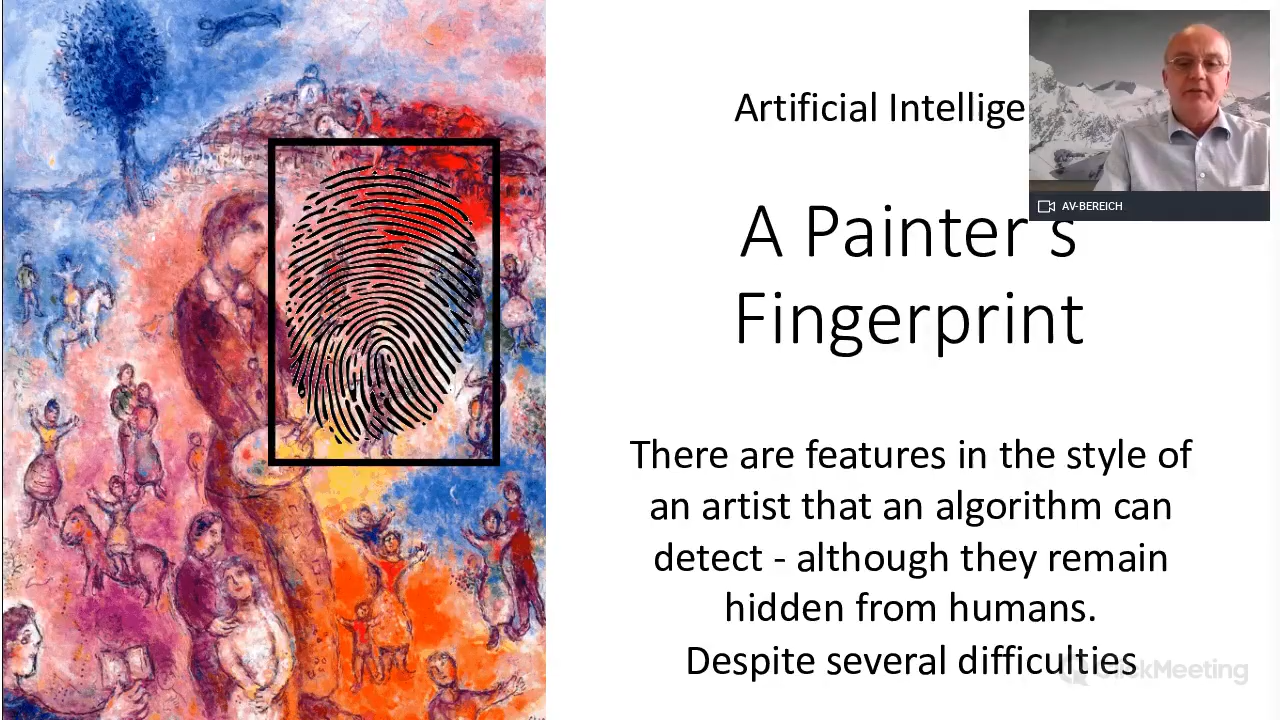 Artificial Intellige
AV-BEREICH
A Painter s
Fingerprint
There are features in the style of
an artist that an algorithm can
detect - although they remain
hidden from humans.
Despite several difficulties
ClickMeeting